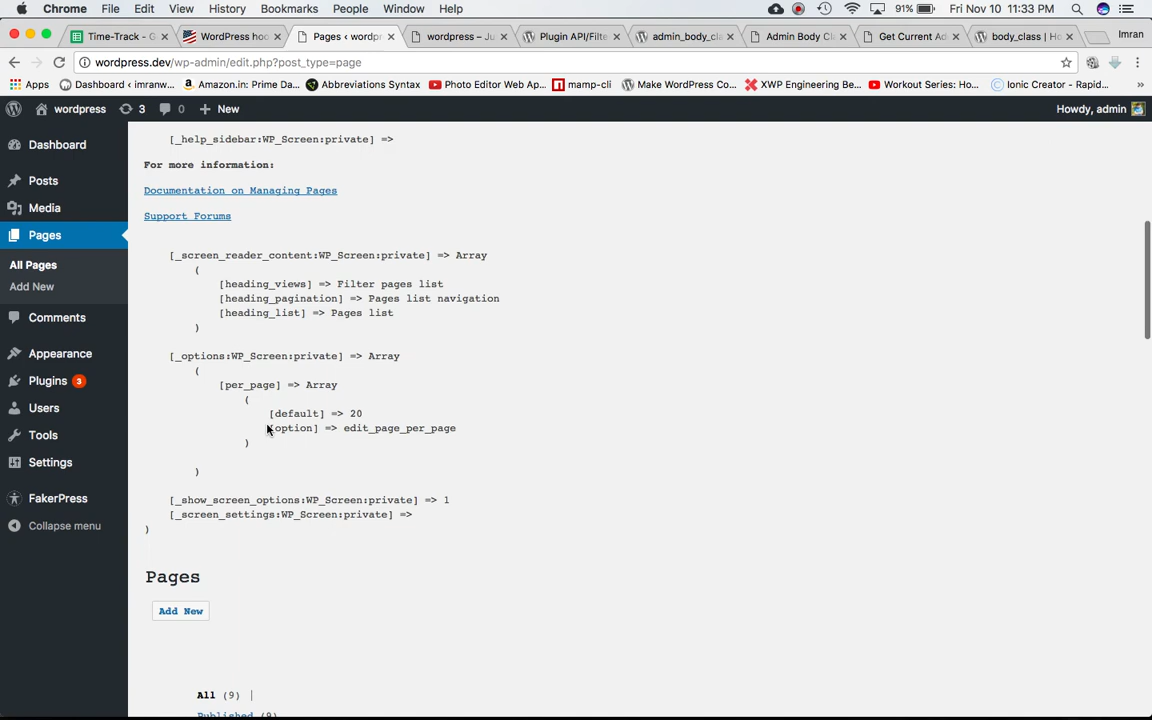 Chrome File Edit View History Bookmarks People Window Help 91% Fri Nov 10 11:33 PM
Time-Track - G WordPress hoo Pages ‹ wordpr wordpress – Ju Plugin API/Filte admin_body_cla Admin Body Cl Get Current Ad body_class | Ho Imran
wordpress.dev/wp-admin/edit.php?post_type=page
Apps Dashboard ‹ imranw... Amazon.in: Prime Da... Abbreviations Syntax Photo Editor Web Ap... mamp-cli Make WordPress Co... XWP Engineering Be... Workout Series: Ho... Ionic Creator - Rapid... »
wordpress 3 0 New Howdy, admin
Dashboard
Posts
Media
Pages
All Pages
Add New
Comments
Appearance
Plugins 3
Users
Tools
Settings
FakerPress
Collapse menu
[_help_sidebar:WP_Screen:private] =>
For more information:
Documentation on Managing Pages
Support Forums
[_screen_reader_content:WP_Screen:private] => Array
(
[heading_views] => Filter pages list
[heading_pagination] => Pages list navigation
[heading_list] => Pages list
)
[_options:WP_Screen:private] => Array
(
[per_page] => Array
(
[default] => 20
[option] => edit_page_per_page
)
)
[_show_screen_options:WP_Screen:private] => 1
[_screen_settings:WP_Screen:private] =>
)
Pages
Add New
All (9) |
Published (9)